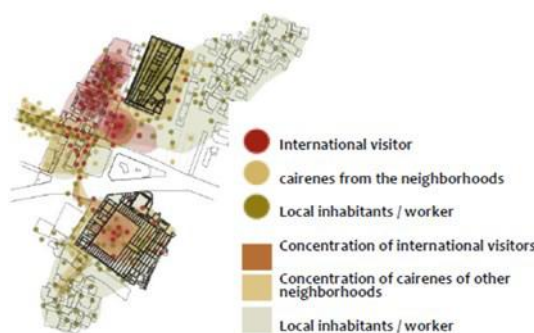 International visitor
cairenes from the neighborhoods
Local inhabitants / worker
Concentration of international visitors
Concentration of cairenes of other
neighborhoods
Local inhabitants / worker